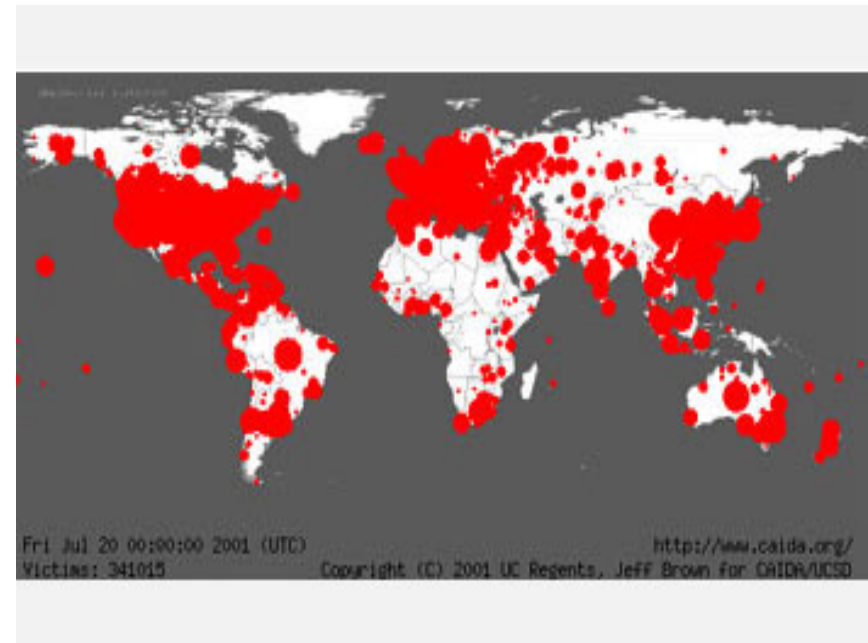 Fri Jul 20 00:00:00 2001 (UTC)
http://www.caida.org/
Victims: 341015
Copyright (C) 2001 UC Regents, Jeff Brown for CAIDA/UCSD